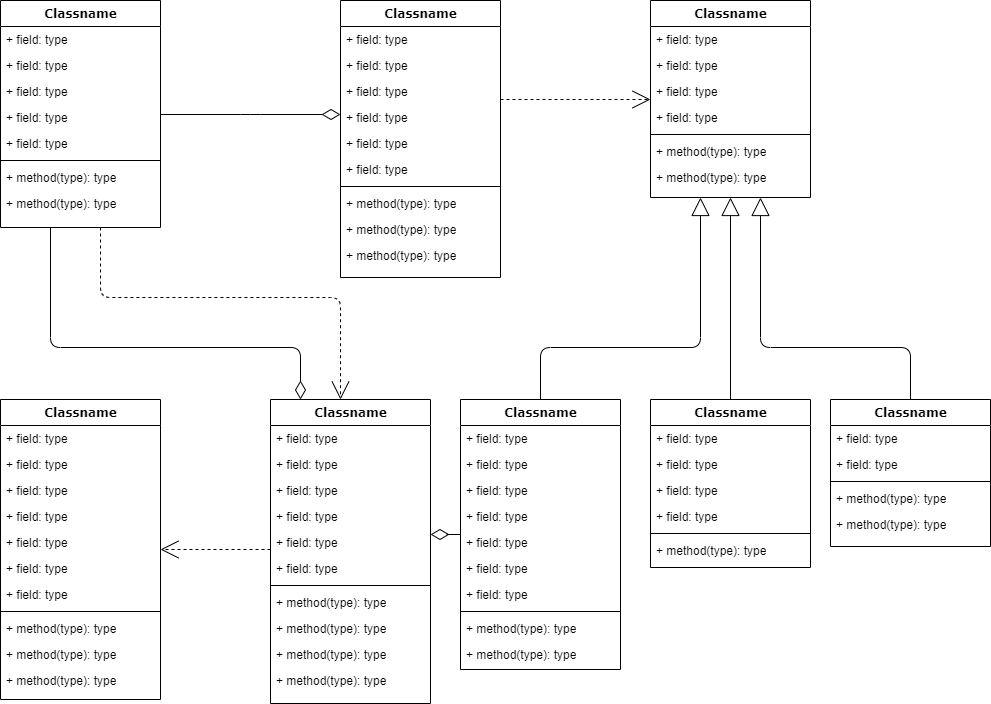 Classname
+ field: type
+ field: type
+ field: type
+ field: type
+ field: type
+ method(type): type
+ method(type): type
Classname
+ field: type
+ field: type
+ field: type
+ field: type
+ field: type
+ field: type
+ method(type): type
+ method(type): type
+ method(type): type
Classname
+ field: type
+ field: type
+ field: type
+ field: type
+ method(type): type
+ method(type): type
Classname
+ field: type
+ field: type
+ field: type
+ field: type
+ field: type
+ field: type
+ field: type
+ method(type): type
+ method(type): type
+ method(type): type
Classname
+ field: type
+ field: type
+ field: type
+ field: type
+ field: type
+ field: type
+ method(type): type
+ method(type): type
+ method(type): type
+ method(type): type
Classname
+ field: type
+ field: type
+ field: type
+ field: type
+ field: type
+ field: type
+ field: type
+ method(type): type
+ method(type): type
Classname
+ field: type
+ field: type
+ field: type
+ field: type
+ method(type): type
Classname
+ field: type
+ field: type
+ method(type): type
+ method(type): type